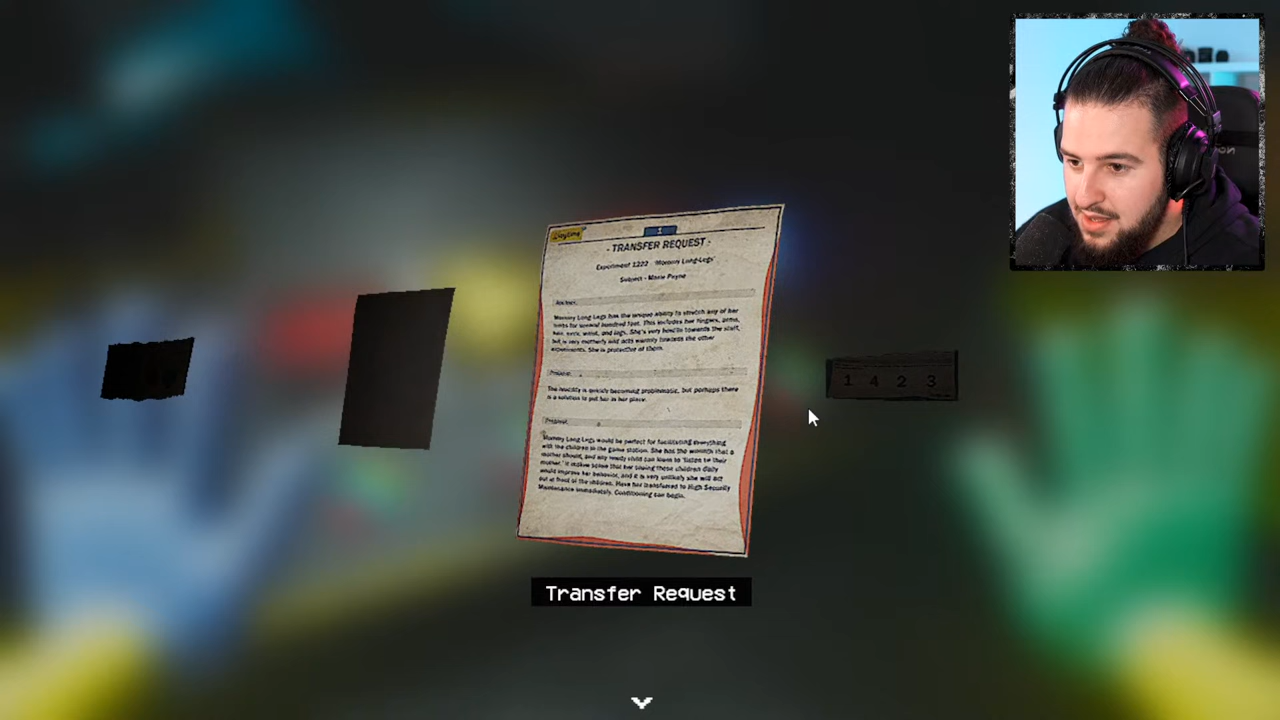 Playtime
1
- TRANSFER REQUEST -
Experiment 1222 - 'Mommy Long-Legs'
Subject - Marie Payne
Abstract:
Mommy Long-Legs has the unique ability to stretch any of her
limbs for several hundred feet. This includes her fingers, arms,
hair, neck, waist, and legs. She's very hostile towards the staff,
but is very motherly and acts warmly towards the other
experiments. She is protective of them.
The hostility is quickly becoming problematic, but perhaps there
is a solution to put her in her place.
Proposal:
Mommy Long-Legs would be perfect for facilitating everything
with the children in the game station. She has the warmth that a
mother should, and any rowdy child can learn to 'listen to their
mother.' It makes sense that her seeing these children daily
would improve her behavior, and it is very unlikely she will act
out in front of the children. Have her transferred to High Security
Maintenance immediately. Conditioning can begin.
1 4 2 3
Transfer Request